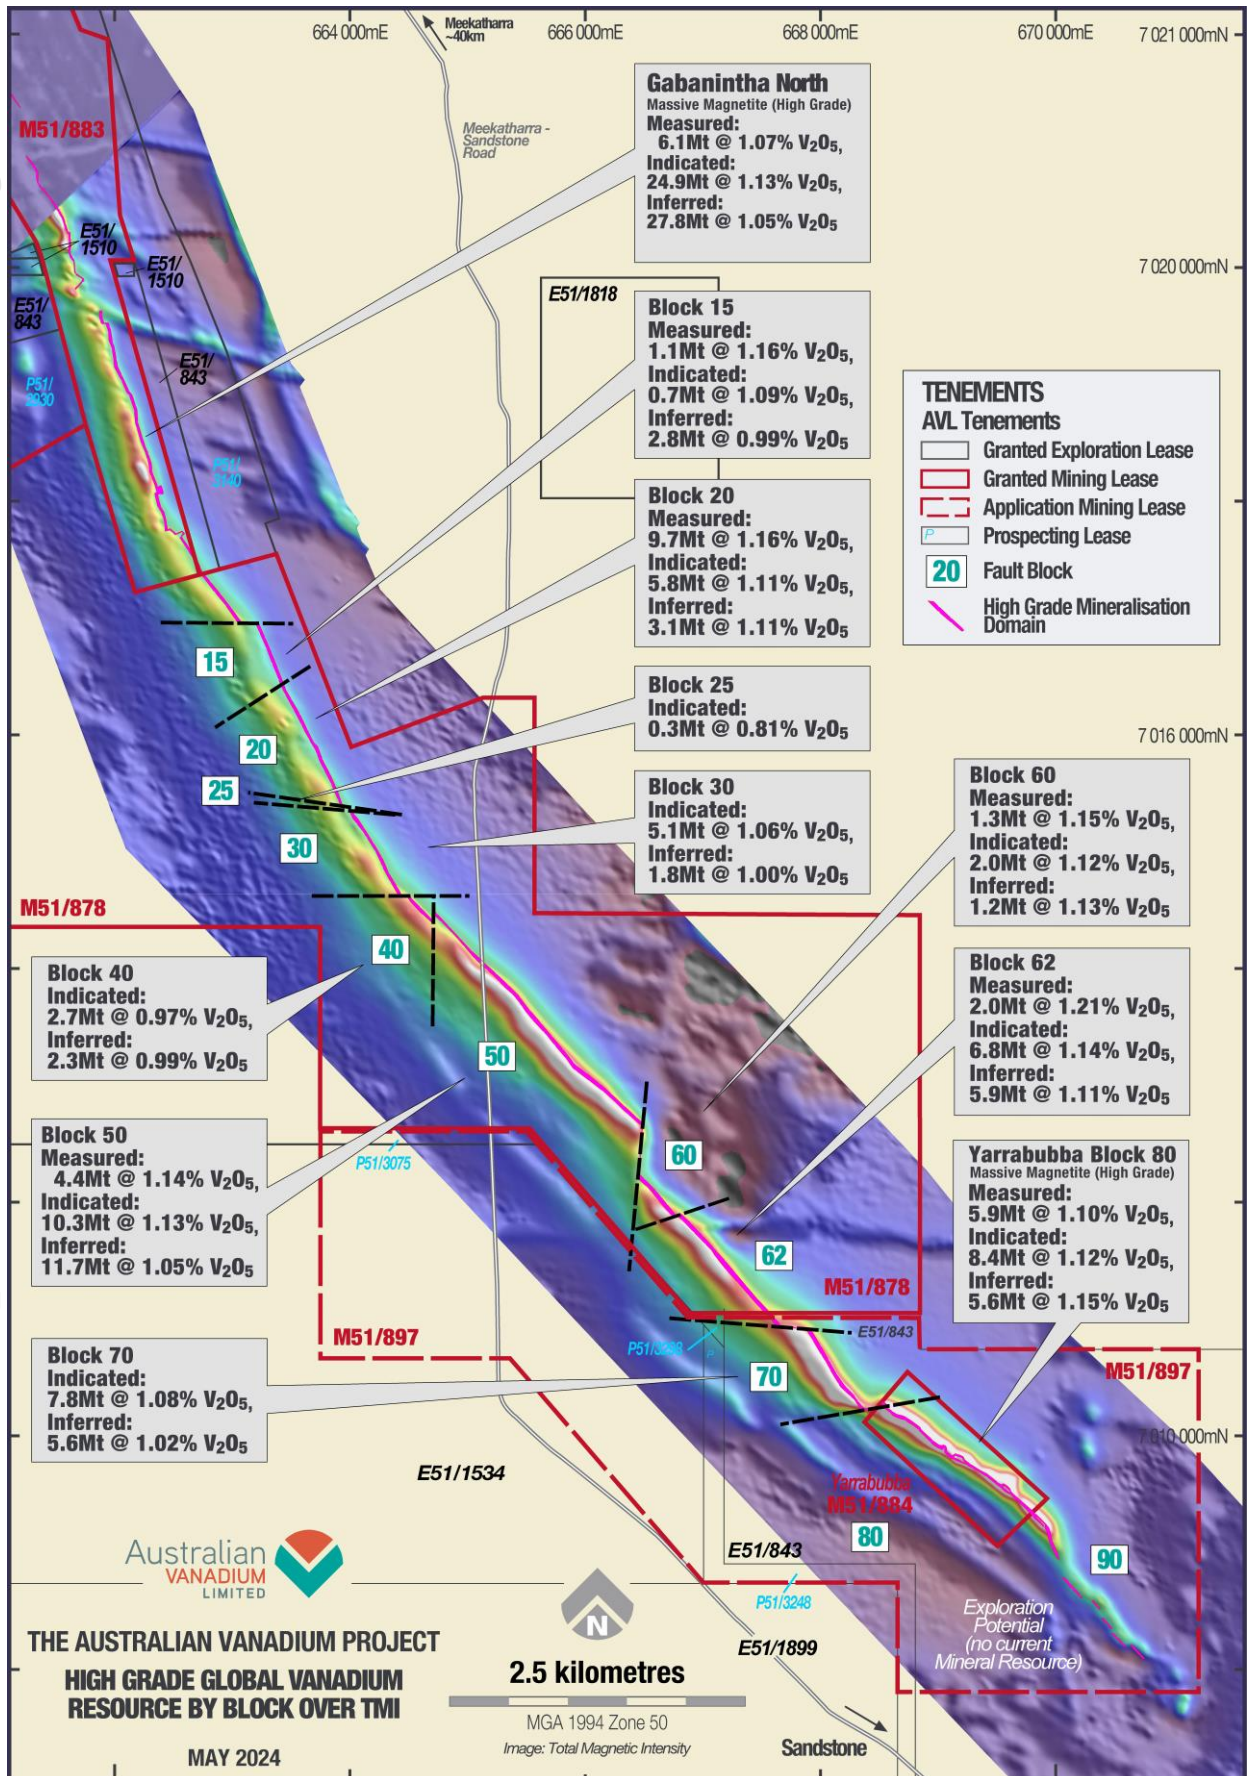 664 000mE
Meekatharra
~40km
666 000mE
668 000mE
670 000mE
7 021 000mN
M51/883
Meekatharra -
Sandstone
Road
Gabanintha North
Massive Magnetite (High Grade)
Measured:
6.1Mt @ 1.07% V₂O₅,
Indicated:
24.9Mt @ 1.13% V₂O₅,
Inferred:
27.8Mt @ 1.05% V₂O₅
E51/
1510
E51/
1510
7 020 000mN
E51/
843
E51/
843
E51/1818
Block 15
Measured:
1.1Mt @ 1.16% V₂O₅,
Indicated:
0.7Mt @ 1.09% V₂O₅,
Inferred:
2.8Mt @ 0.99% V₂O₅
P51/
2930
P51/
3140
TENEMENTS
AVL Tenements
Granted Exploration Lease
Granted Mining Lease
Application Mining Lease
P
Prospecting Lease
20
Fault Block
High Grade Mineralisation
Domain
Block 20
Measured:
9.7Mt @ 1.16% V₂O₅,
Indicated:
5.8Mt @ 1.11% V₂O₅,
Inferred:
3.1Mt @ 1.11% V₂O₅
15
Block 25
Indicated:
0.3Mt @ 0.81% V₂O₅
20
7 016 000mN
25
Block 30
Indicated:
5.1Mt @ 1.06% V₂O₅,
Inferred:
1.8Mt @ 1.00% V₂O₅
Block 60
Measured:
1.3Mt @ 1.15% V₂O₅,
Indicated:
2.0Mt @ 1.12% V₂O₅,
Inferred:
1.2Mt @ 1.13% V₂O₅
30
M51/878
40
Block 40
Indicated:
2.7Mt @ 0.97% V₂O₅,
Inferred:
2.3Mt @ 0.99% V₂O₅
Block 62
Measured:
2.0Mt @ 1.21% V₂O₅,
Indicated:
6.8Mt @ 1.14% V₂O₅,
Inferred:
5.9Mt @ 1.11% V₂O₅
50
Block 50
Measured:
4.4Mt @ 1.14% V₂O₅,
Indicated:
10.3Mt @ 1.13% V₂O₅,
Inferred:
11.7Mt @ 1.05% V₂O₅
P51/3075
60
Yarrabubba Block 80
Massive Magnetite (High Grade)
Measured:
5.9Mt @ 1.10% V₂O₅,
Indicated:
8.4Mt @ 1.12% V₂O₅,
Inferred:
5.6Mt @ 1.15% V₂O₅
62
M51/878
M51/897
E51/843
P51/3298
P
Block 70
Indicated:
7.8Mt @ 1.08% V₂O₅,
Inferred:
5.6Mt @ 1.02% V₂O₅
70
M51/897
7 010 000mN
E51/1534
Yarrabubba
M51/884
80
90
E51/843
P51/3248
Australian
VANADIUM
LIMITED
Exploration
Potential
(no current
Mineral Resource)
N
THE AUSTRALIAN VANADIUM PROJECT
HIGH GRADE GLOBAL VANADIUM
RESOURCE BY BLOCK OVER TMI
MAY 2024
E51/1899
2.5 kilometres
MGA 1994 Zone 50
Image: Total Magnetic Intensity
Sandstone